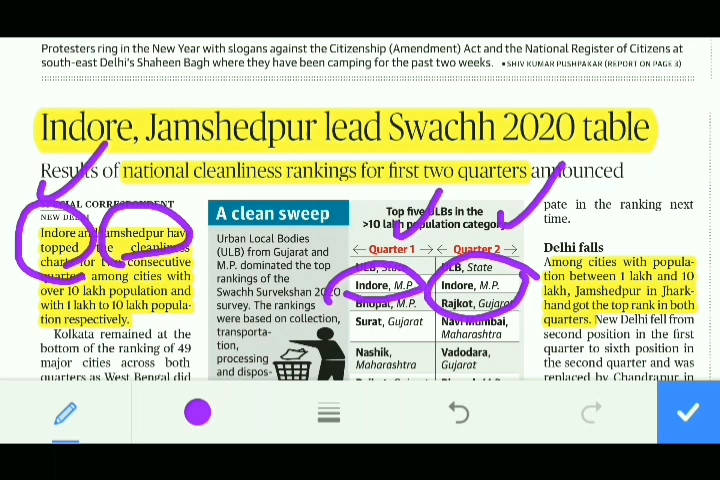 Protesters ring in the New Year with slogans against the Citizenship (Amendment) Act and the National Register of Citizens at
south-east Delhi's Shaheen Bagh where they have been camping for the past two weeks. • SHIV KUMAR PUSHPAKAR (REPORT ON PAGE 3)
Indore, Jamshedpur lead Swachh 2020 table
Results of national cleanliness rankings for first two quarters announced
SPECIAL CORRESPONDENT
NEW DELHI
Indore and Jamshedpur have
topped the cleanliness
chart for two consecutive
quarters among cities with
over 10 lakh population and
with 1 lakh to 10 lakh popula-
tion respectively.
Kolkata remained at the
bottom of the ranking of 49
major cities across both
quarters as West Bengal did
A clean sweep
Urban Local Bodies
(ULB) from Gujarat and
M.P. dominated the top
rankings of the
Swachh Survekshan 2020
survey. The rankings
were based on collection,
transporta-
tion,
processing
and dispos-
Top five ULBs in the
>10 lakh population category
Quarter 1 Quarter 2
ULB, State ULB, State
Indore, M.P. Indore, M.P.
Bhopal, M.P. Rajkot, Gujarat
Surat, Gujarat Navi Mumbai,
Maharashtra
Nashik, Vadodara,
Maharashtra Gujarat
pate in the ranking next
time.
Delhi falls
Among cities with popula-
tion between 1 lakh and 10
lakh, Jamshedpur in Jhark-
hand got the top rank in both
quarters. New Delhi fell from
second position in the first
quarter to sixth position in
the second quarter and was
replaced by Chandrapur in